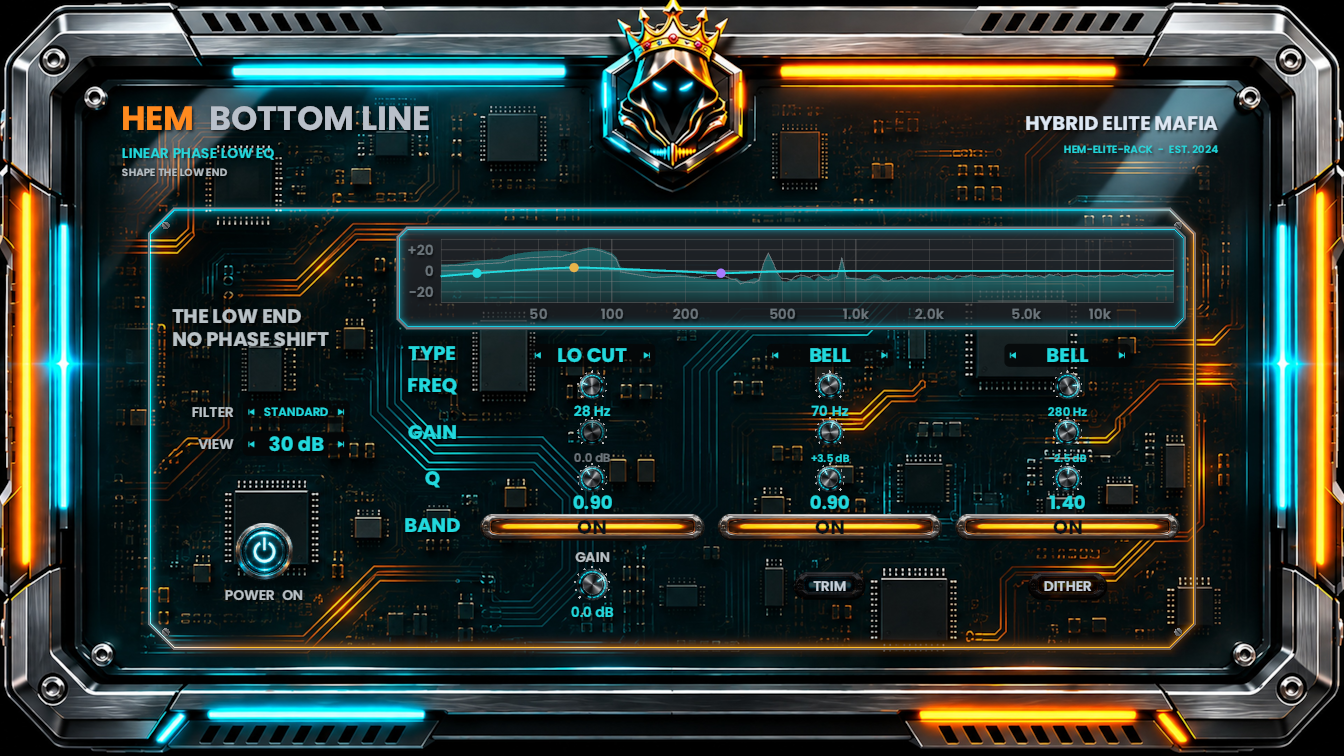 HEM BOTTOM LINE
LINEAR PHASE LOW EQ
SHAPE THE LOW END
HYBRID ELITE MAFIA
HEM-ELITE-RACK - EST. 2024
+20
0
-20
50 100 200 500 1.0k 2.0k 5.0k 10k
THE LOW END
NO PHASE SHIFT
FILTER STANDARD
VIEW 30 dB
POWER ON
TYPE LO CUT BELL BELL
FREQ
28 Hz 70 Hz 280 Hz
GAIN
0.0 dB +3.5 dB -2.5 dB
Q
0.90 0.90 1.40
BAND ON ON ON
GAIN
0.0 dB
TRIM
DITHER